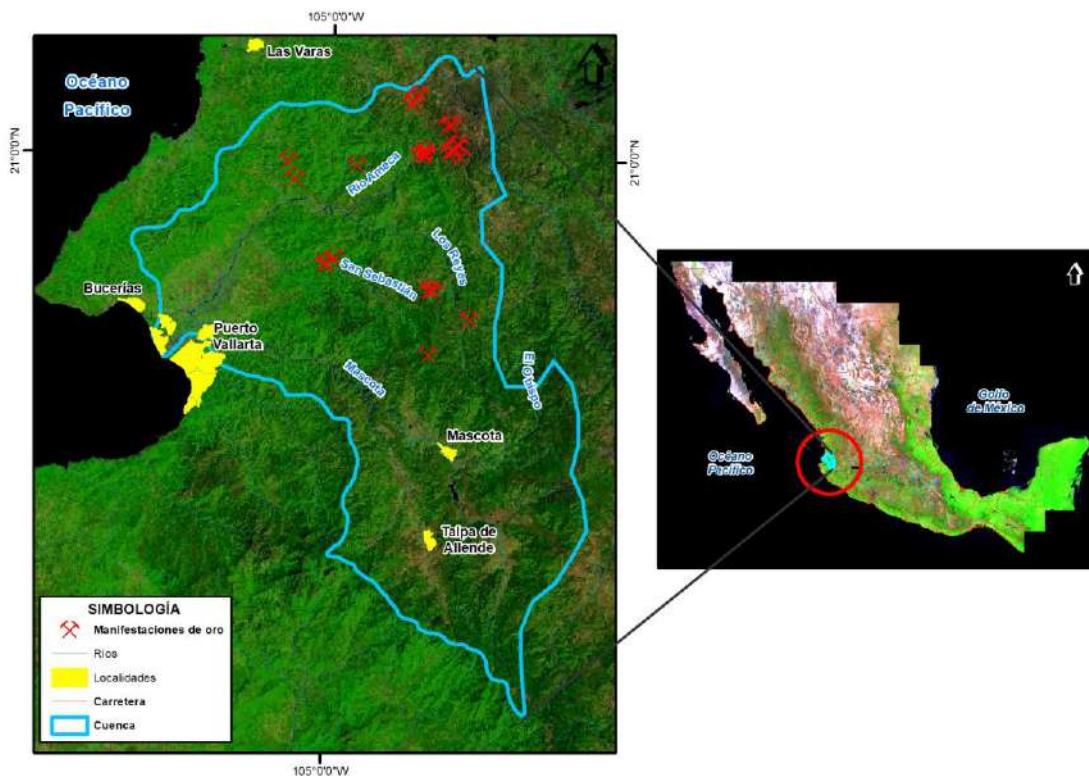 105°0'0"W
Las Varas
Océano
Pacífico
21°0'0"N
21°0'0"N
Río Ameca
Los Reyes
San Sebastián
Bucerías
Puerto
Vallarta
Mascota
El Obispo
Mascota
Talpa de
Allende
SIMBOLOGÍA
Manifestaciones de oro
Ríos
Localidades
Carretera
Cuenca
105°0'0"W
Golfo
de México
Océano
Pacífico